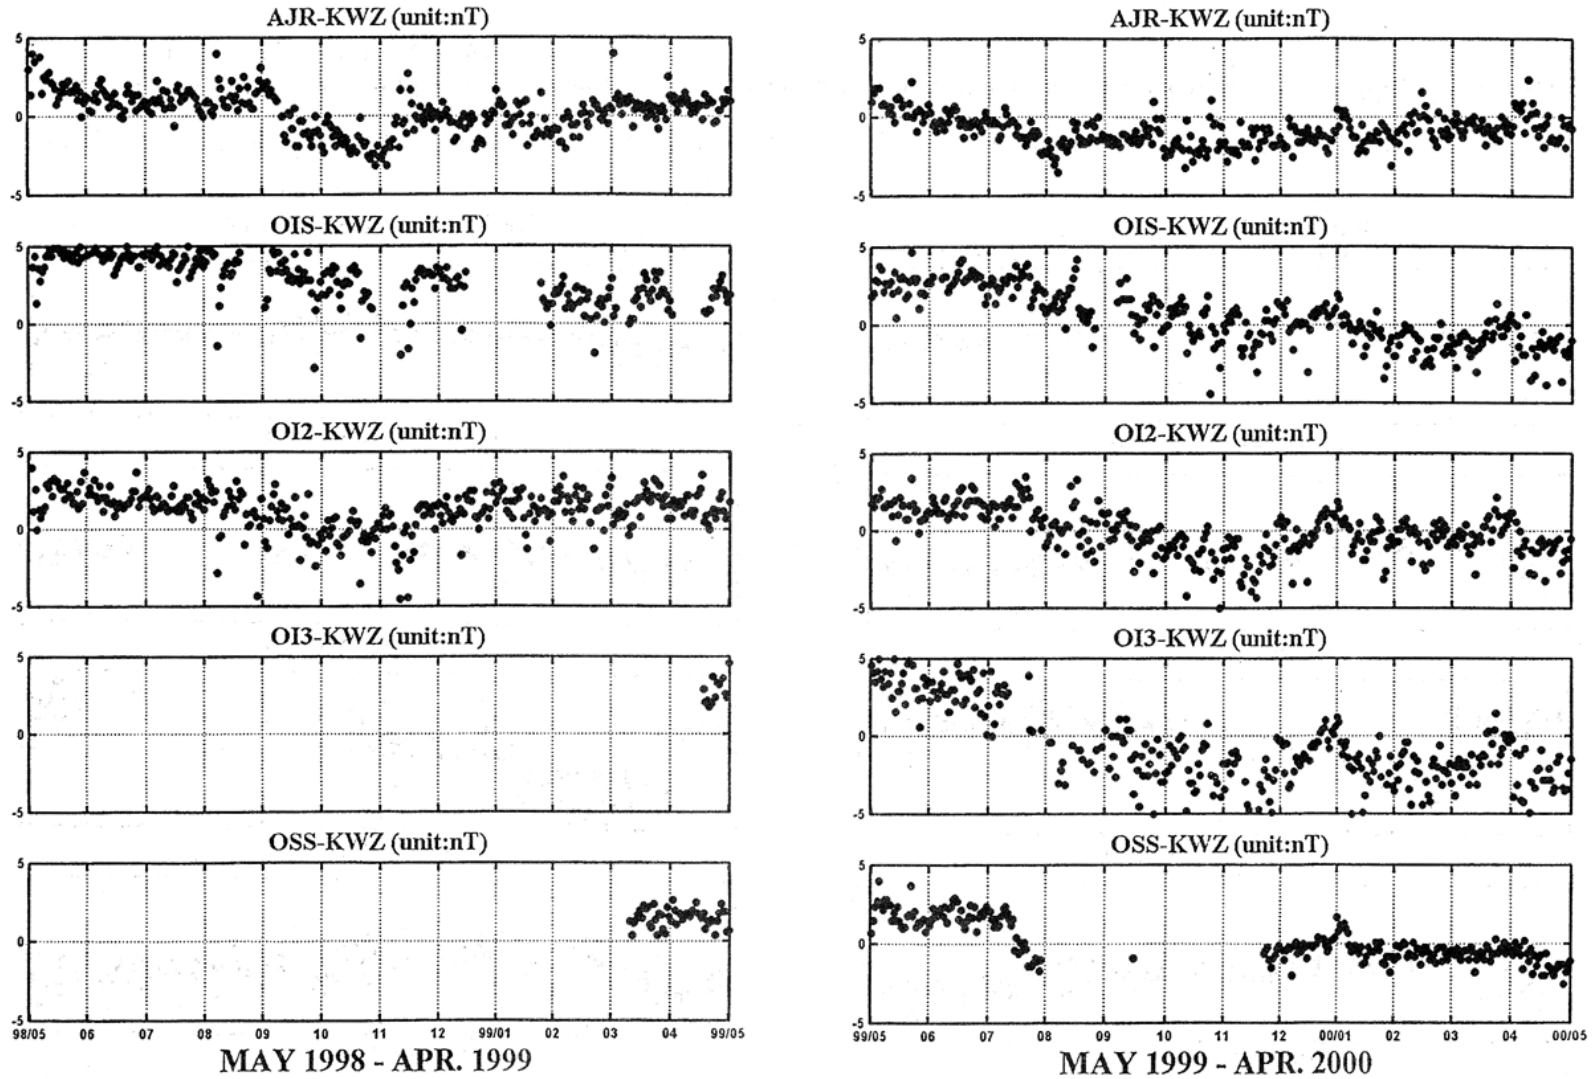 AJR-KWZ (unit:nT)
5
0
-5
OIS-KWZ (unit:nT)
5
0
-5
OI2-KWZ (unit:nT)
5
0
-5
OI3-KWZ (unit:nT)
5
0
-5
OSS-KWZ (unit:nT)
5
0
-5
98/05 06 07 08 09 10 11 12 99/01 02 03 04 99/05
MAY 1998 - APR. 1999
AJR-KWZ (unit:nT)
5
0
-5
OIS-KWZ (unit:nT)
5
0
-5
OI2-KWZ (unit:nT)
5
0
-5
OI3-KWZ (unit:nT)
5
0
-5
OSS-KWZ (unit:nT)
5
0
-5
99/05 06 07 08 09 10 11 12 00/01 02 03 04 00/05
MAY 1999 - APR. 2000